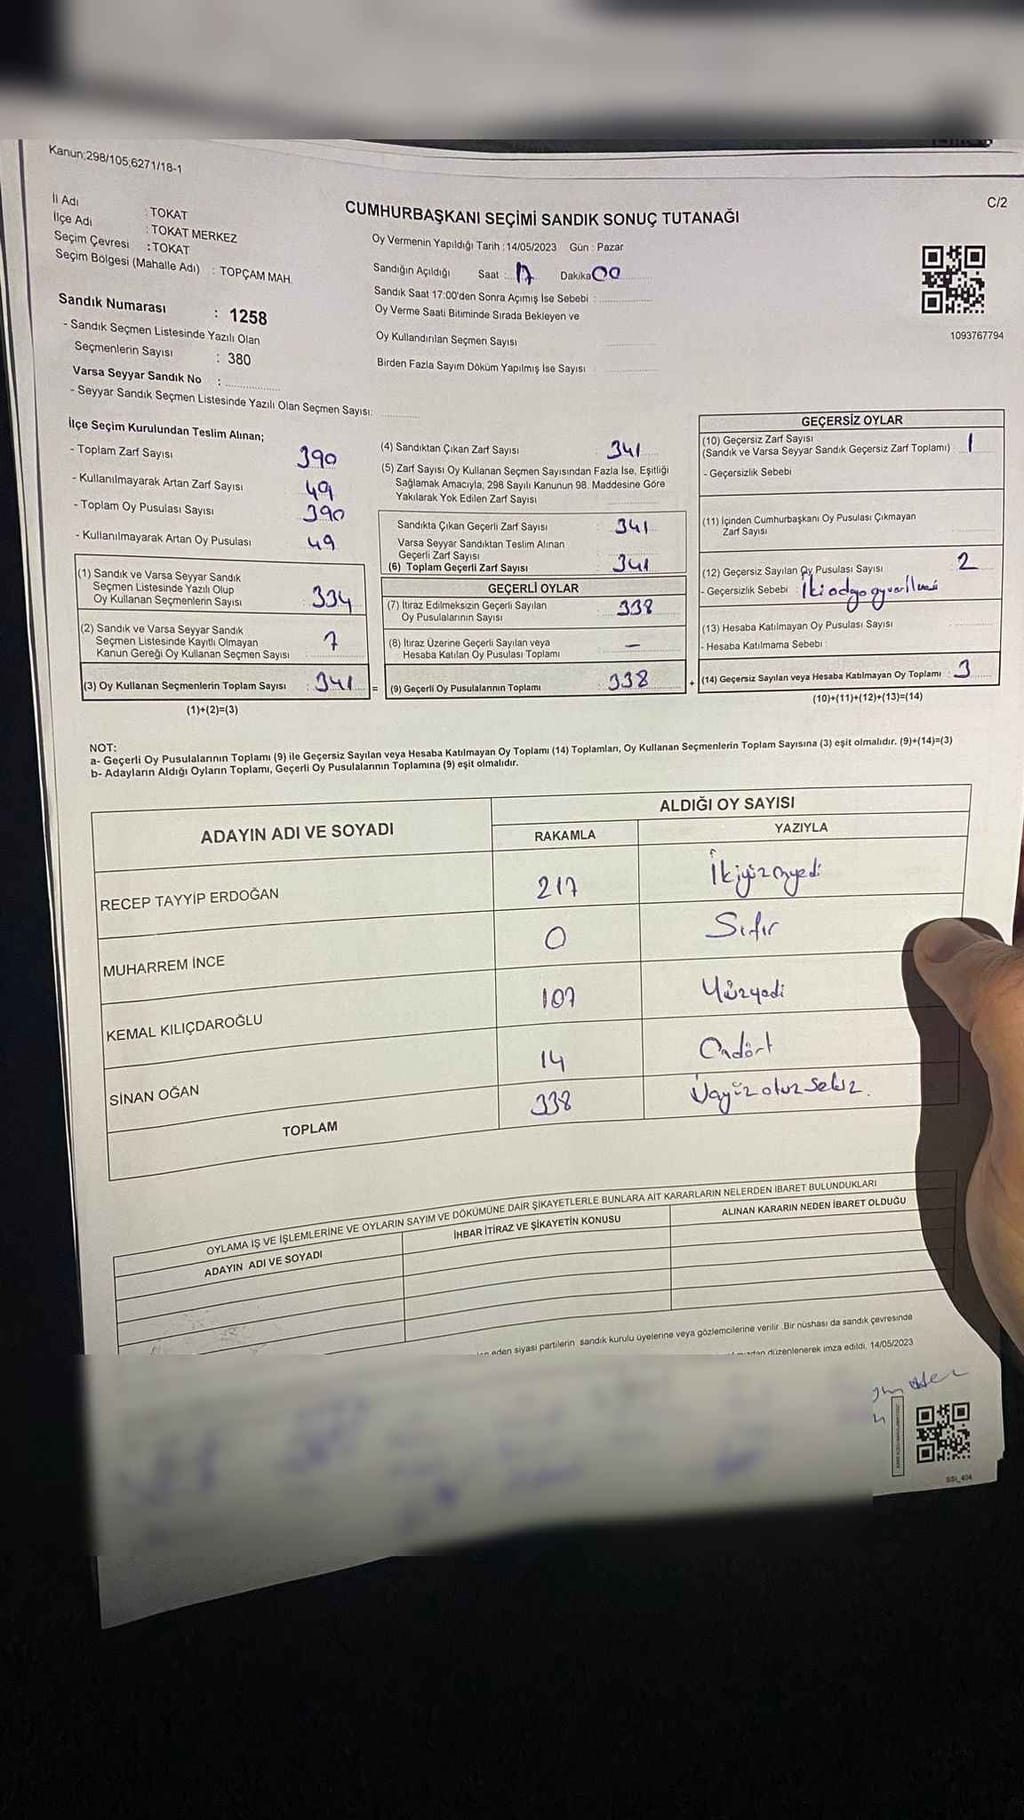 Kanun:298/105,6271/18-1
C/2
İl Adı : TOKAT
İlçe Adı : TOKAT MERKEZ
Seçim Çevresi : TOKAT
Seçim Bölgesi (Mahalle Adı) : TOPÇAM MAH.
CUMHURBAŞKANI SEÇİMİ SANDIK SONUÇ TUTANAĞI
Oy Vermenin Yapıldığı Tarih :14/05/2023 Gün : Pazar
Sandığın Açıldığı Saat : 17 Dakika 00
Sandık Saat 17:00'den Sonra Açımış İse Sebebi :
Oy Verme Saati Bitiminde Sırada Bekleyen ve
Oy Kullandırılan Seçmen Sayısı
Birden Fazla Sayım Döküm Yapılmış İse Sayısı
1093767794
Sandık Numarası : 1258
- Sandık Seçmen Listesinde Yazılı Olan
Seçmenlerin Sayısı : 380
Varsa Seyyar Sandık No :
- Seyyar Sandık Seçmen Listesinde Yazılı Olan Seçmen Sayısı:
İlçe Seçim Kurulundan Teslim Alınan;
- Toplam Zarf Sayısı 390
- Kullanılmayarak Artan Zarf Sayısı 49
- Toplam Oy Pusulası Sayısı 390
- Kullanılmayarak Artan Oy Pusulası 49
(1) Sandık ve Varsa Seyyar Sandık
Seçmen Listesinde Yazılı Olup
Oy Kullanan Seçmenlerin Sayısı 334
(2) Sandık ve Varsa Seyyar Sandık
Seçmen Listesinde Kayıtlı Olmayan
Kanun Gereği Oy Kullanan Seçmen Sayısı 7
(3) Oy Kullanan Seçmenlerin Toplam Sayısı : 341 =
(1)+(2)=(3)
(4) Sandıktan Çıkan Zarf Sayısı 341
(5) Zarf Sayısı Oy Kullanan Seçmen Sayısından Fazla İse, Eşitliği
Sağlamak Amacıyla, 298 Sayılı Kanunun 98. Maddesine Göre
Yakılarak Yok Edilen Zarf Sayısı
Sandıkta Çıkan Geçerli Zarf Sayısı 341
Varsa Seyyar Sandıktan Teslim Alınan
Geçerli Zarf Sayısı
(6) Toplam Geçerli Zarf Sayısı 341
GEÇERLİ OYLAR
(7) İtiraz Edilmeksizin Geçerli Sayılan
Oy Pusulalarının Sayısı 338
(8) İtiraz Üzerine Geçerli Sayılan veya
Hesaba Katılan Oy Pusulası Toplamı —
(9) Geçerli Oy Pusulalarının Toplamı 338 +
GEÇERSİZ OYLAR
(10) Geçersiz Zarf Sayısı
(Sandık ve Varsa Seyyar Sandık Geçersiz Zarf Toplamı) : 1
- Geçersizlik Sebebi
(11) İçinden Cumhurbaşkanı Oy Pusulası Çıkmayan
Zarf Sayısı
(12) Geçersiz Sayılan Oy Pusulası Sayısı 2
- Geçersizlik Sebebi :
(13) Hesaba Katılmayan Oy Pusulası Sayısı
- Hesaba Katılmama Sebebi
(14) Geçersiz Sayılan veya Hesaba Katılmayan Oy Toplamı : 3
(10)+(11)+(12)+(13)=(14)
NOT:
a- Geçerli Oy Pusulalarının Toplamı (9) ile Geçersiz Sayılan veya Hesaba Katılmayan Oy Toplamı (14) Toplamları, Oy Kullanan Seçmenlerin Toplam Sayısına (3) eşit olmalıdır. (9)+(14)=(3)
b- Adayların Aldığı Oyların Toplamı, Geçerli Oy Pusulalarının Toplamına (9) eşit olmalıdır.
ADAYIN ADI VE SOYADI
ALDIĞI OY SAYISI
RAKAMLA YAZIYLA
RECEP TAYYİP ERDOĞAN 217 İkiyüzonyedi
MUHARREM İNCE 0 Sıfır
KEMAL KILIÇDAROĞLU 107 Yüzyedi
SİNAN OĞAN 14 Ondört
TOPLAM 338 Üçyüzotuzsekiz.
OYLAMA İŞ VE İŞLEMLERİNE VE OYLARIN SAYIM VE DÖKÜMÜNE DAİR ŞİKAYETLERLE BUNLARA AİT KARARLARIN NELERDEN İBARET BULUNDUKLARI
ADAYIN ADI VE SOYADI İHBAR İTİRAZ VE ŞİKAYETİN KONUSU ALINAN KARARIN NEDEN İBARET OLDUĞU
eden siyasi partilerin sandık kurulu üyelerine veya gözlemcilerine verilir. Bir nüshası da sandık çevresinde
düzenlenerek imza edildi. 14/05/2023